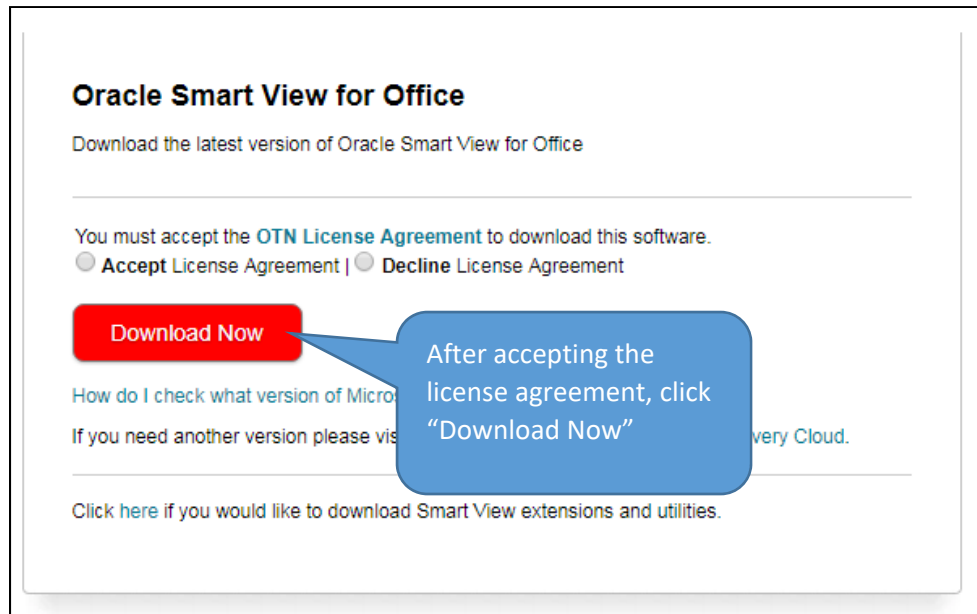 Oracle Smart View for Office
Download the latest version of Oracle Smart View for Office
You must accept the OTN License Agreement to download this software.
Accept License Agreement | Decline License Agreement
Download Now
After accepting the
license agreement, click
“Download Now”
How do I check what version of
If you need another version please
Cloud.
Click here if you would like to download Smart View extensions and utilities.